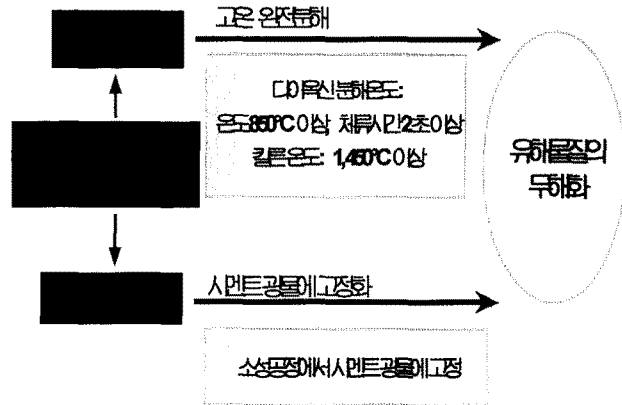 고온 완전분해
다이옥신 분해온도:
온도850℃ 이상, 체류시간 2초 이상
킬른온도: 1,450℃ 이상
유해물질의
무해화
시멘트 광물에 고정화
소성공정에서 시멘트 광물에 고정